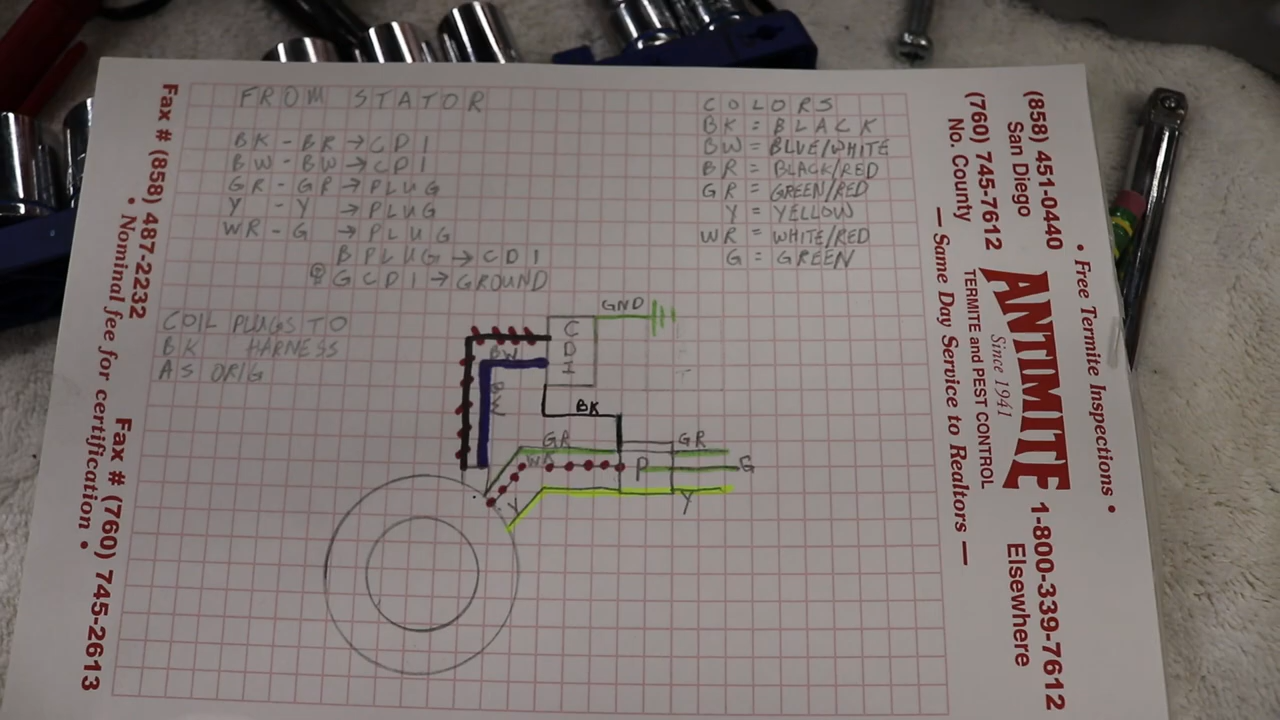 FROM STATOR
BK - BR → CDI
BW - BW → CDI
GR - GR → PLUG
Y - Y → PLUG
WR - G → PLUG
B PLUG → CDI
G CDI → GROUND
COIL PLUGS TO
BK HARNESS
AS ORIG
COLORS
BK = BLACK
BW = BLUE/WHITE
BR = BLACK/RED
GR = GREEN/RED
Y = YELLOW
WR = WHITE/RED
G = GREEN
GND
BW
BW
BK
GR
WR
Y
P
GR
G
Y
Fax # (858) 487-2232
Fax # (760) 745-2613
• Nominal fee for certification •
• Free Termite Inspections •
(858) 451-0440
San Diego
(760) 745-7612
No. County
ANTIMITE
Since 1941
TERMITE and PEST CONTROL
— Same Day Service to Realtors —
1-800-339-7612
Elsewhere